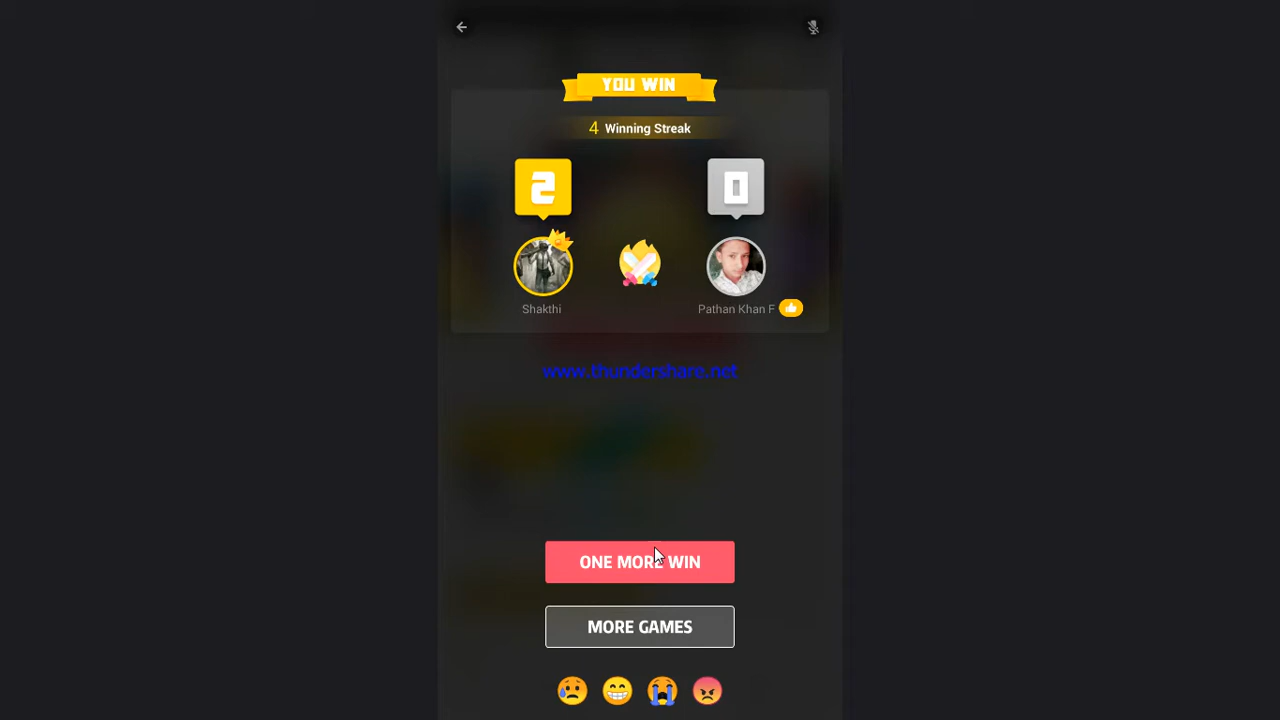 YOU WIN
4 Winning Streak
2
0
Shakthi
Pathan Khan F
www.thundershare.net
ONE MORE WIN
MORE GAMES